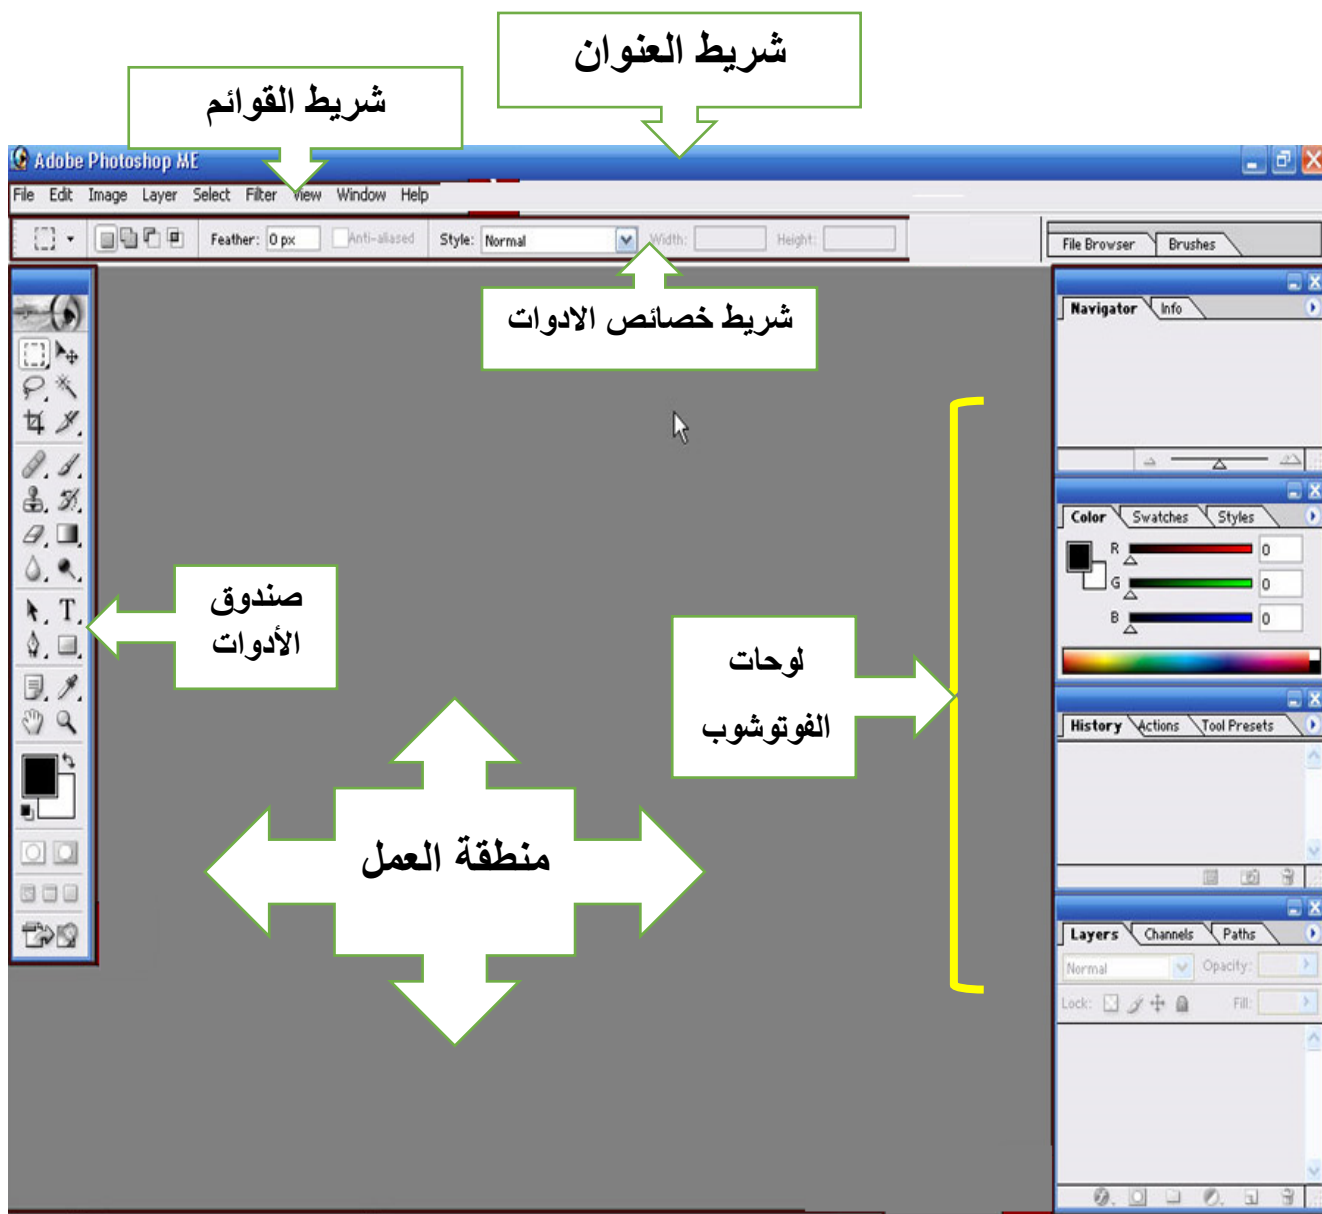 شريط العنوان
شريط القوائم
Adobe Photoshop ME
File Edit Image Layer Select Filter View Window Help
Feather: 0 px Anti-aliased Style: Normal Width: Height:
File Browser Brushes
شريط خصائص الادوات
Navigator Info
Color Swatches Styles
R 0
G 0
B 0
صندوق
الأدوات
T
لوحات
الفوتوشوب
History Actions Tool Presets
منطقة العمل
Layers Channels Paths
Normal Opacity:
Lock: Fill: